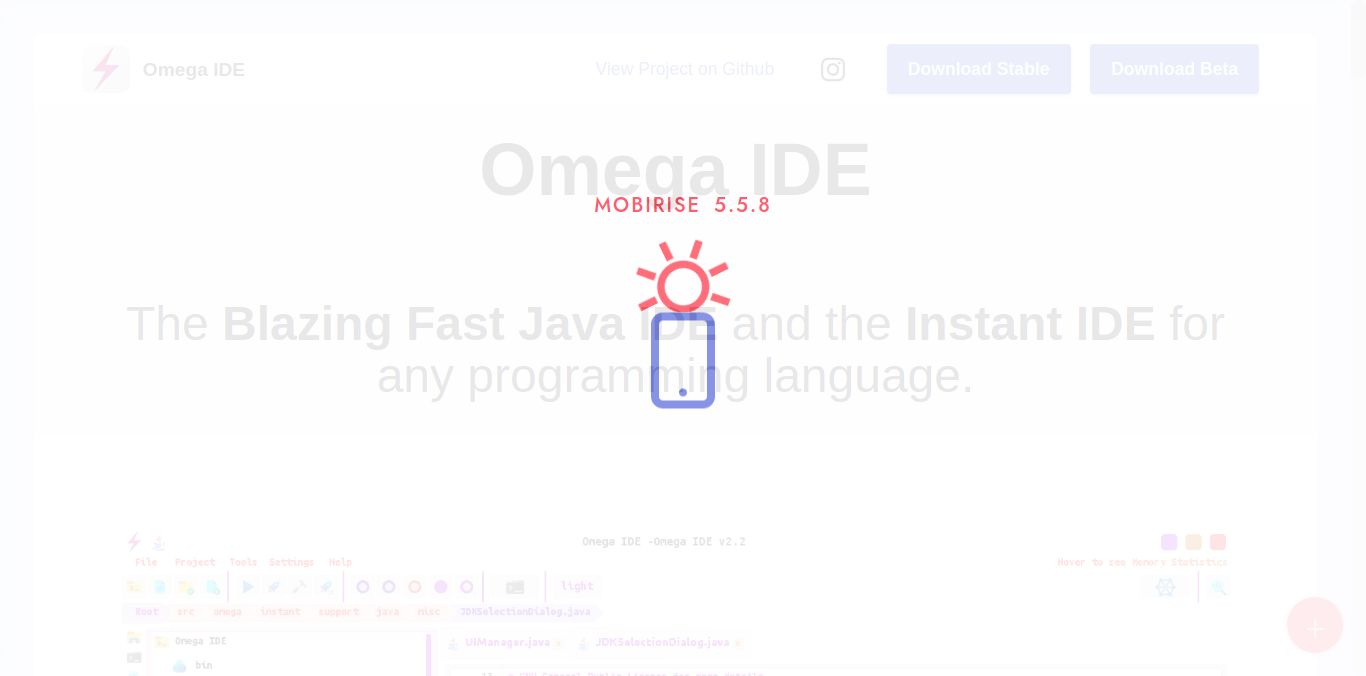 Omega IDE
View Project on Github
Download Stable
Download Beta
Omega IDE
MOBIRISE 5.5.8
The Blazing Fast Java IDE and the Instant IDE for
any programming language.
Omega IDE -Omega IDE v2.2
File Project Tools Settings Help
Hover to see Memory Statistics
light
Root src omega instant support java misc JDKSelectionDialog.java
Omega IDE
UIManager.java JDKSelectionDialog.java
bin